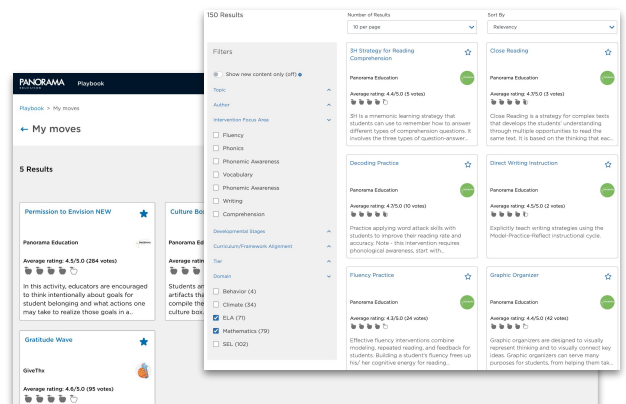 150 Results
Number of Results
Sort By
10 per page
Relevancy
Filters
Show new content only (off)
Topic
Author
Intervention Focus Area
Fluency
Phonics
Phonemic Awareness
Vocabulary
Phonemic Awareness
Writing
Comprehension
Developmental Stages
Curriculum/Framework Alignment
Tier
Domain
Behavior (4)
Climate (34)
ELA (71)
Mathematics (79)
SEL (102)
3H Strategy for Reading
Comprehension
Panorama Education
Average rating: 4.4/5.0 (5 votes)
3H is a mnemonic learning strategy that
students can use to remember how to answer
different types of comprehension questions. It
involves the three types of question-answer...
Close Reading
Panorama Education
Average rating: 4.7/5.0 (3 votes)
Close Reading is a strategy for complex texts
that develops the students' understanding
through multiple opportunities to read the
same text. It is based on the thinking that eac...
Decoding Practice
Panorama Education
Average rating: 4.7/5.0 (10 votes)
Practice applying word attack skills with
students to improve their reading rate and
accuracy. Note - this intervention requires
phonological awareness, start with...
Direct Writing Instruction
Panorama Education
Average rating: 4.5/5.0 (2 votes)
Explicitly teach writing strategies using the
Model-Practice-Reflect instructional cycle.
Fluency Practice
Panorama Education
Average rating: 4.3/5.0 (24 votes)
Effective fluency interventions combine
modeling, repeated reading, and feedback for
students. Building a student's fluency frees up
his/ her cognitive energy for reading...
Graphic Organizer
Panorama Education
Average rating: 4.4/5.0 (42 votes)
Graphic organizers are designed to visually
represent thinking and to visually connect key
ideas. Graphic organizers can serve many
purposes for students, from helping them tak...
PANORAMA
EDUCATION
Playbook
Playbook > My moves
← My moves
5 Results
Permission to Envision NEW
Panorama Education
Average rating: 4.5/5.0 (284 votes)
In this activity, educators are encouraged
to think intentionally about goals for
student belonging and what actions one
may take to realize those goals in a..
Culture Bo
Panorama Ed
Average rati
Students an
artifacts tha
compile the
culture box.
Gratitude Wave
GiveThx
Average rating: 4.6/5.0 (95 votes)